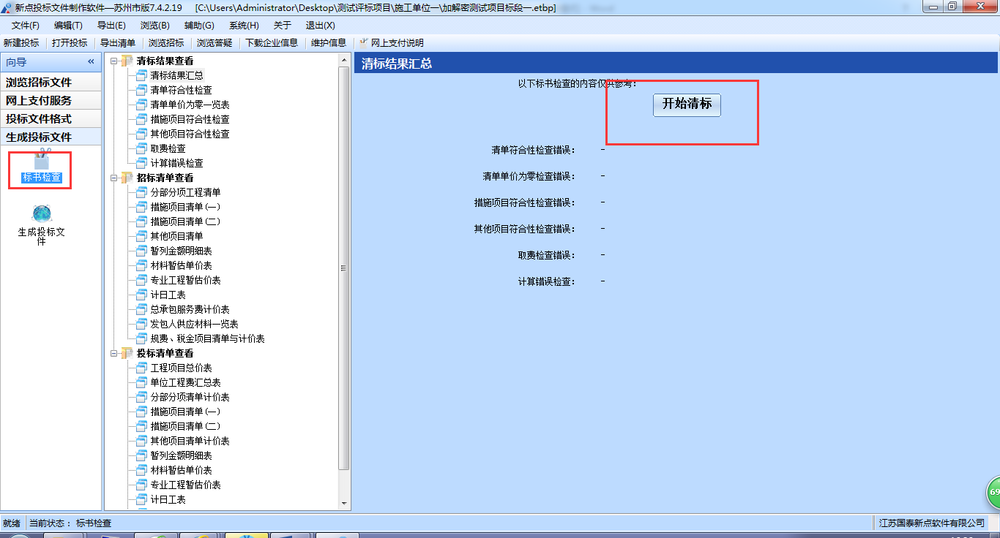 新点投标文件制作软件—苏州市版7.4.2.19 [C:\Users\Administrator\Desktop\测试评标项目\施工单位一\加解密测试项目标段一.etbp]
文件(F) 编辑(T) 导出(E) 浏览(B) 辅助(G) 系统(H) 关于 退出(X)
新建投标 打开投标 导出清单 浏览招标 浏览答疑 下载企业信息 维护信息 网上支付说明
向导 «
浏览招标文件
网上支付服务
投标文件格式
生成投标文件
标书检查
生成投标文
件
清标结果查看
清标结果汇总
清单符合性检查
清单单价为零一览表
措施项目符合性检查
其他项目符合性检查
取费检查
计算错误检查
招标清单查看
分部分项工程清单
措施项目清单(一)
措施项目清单(二)
其他项目清单
暂列金额明细表
材料暂估单价表
专业工程暂估价表
计日工表
总承包服务费计价表
发包人供应材料一览表
规费、税金项目清单与计价表
投标清单查看
工程项目总价表
单位工程费汇总表
分部分项清单计价表
措施项目清单(一)
措施项目清单(二)
其他项目清单计价表
暂列金额明细表
材料暂估单价表
专业工程暂估价表
计日工表
清标结果汇总
以下标书检查的内容仅供参考：
开始清标
清单符合性检查错误： -
清单单价为零检查错误： -
措施项目符合性检查错误： -
其他项目符合性检查错误： -
取费检查错误： -
计算错误检查： -
69
就绪 当前状态： 标书检查 江苏国泰新点软件有限公司